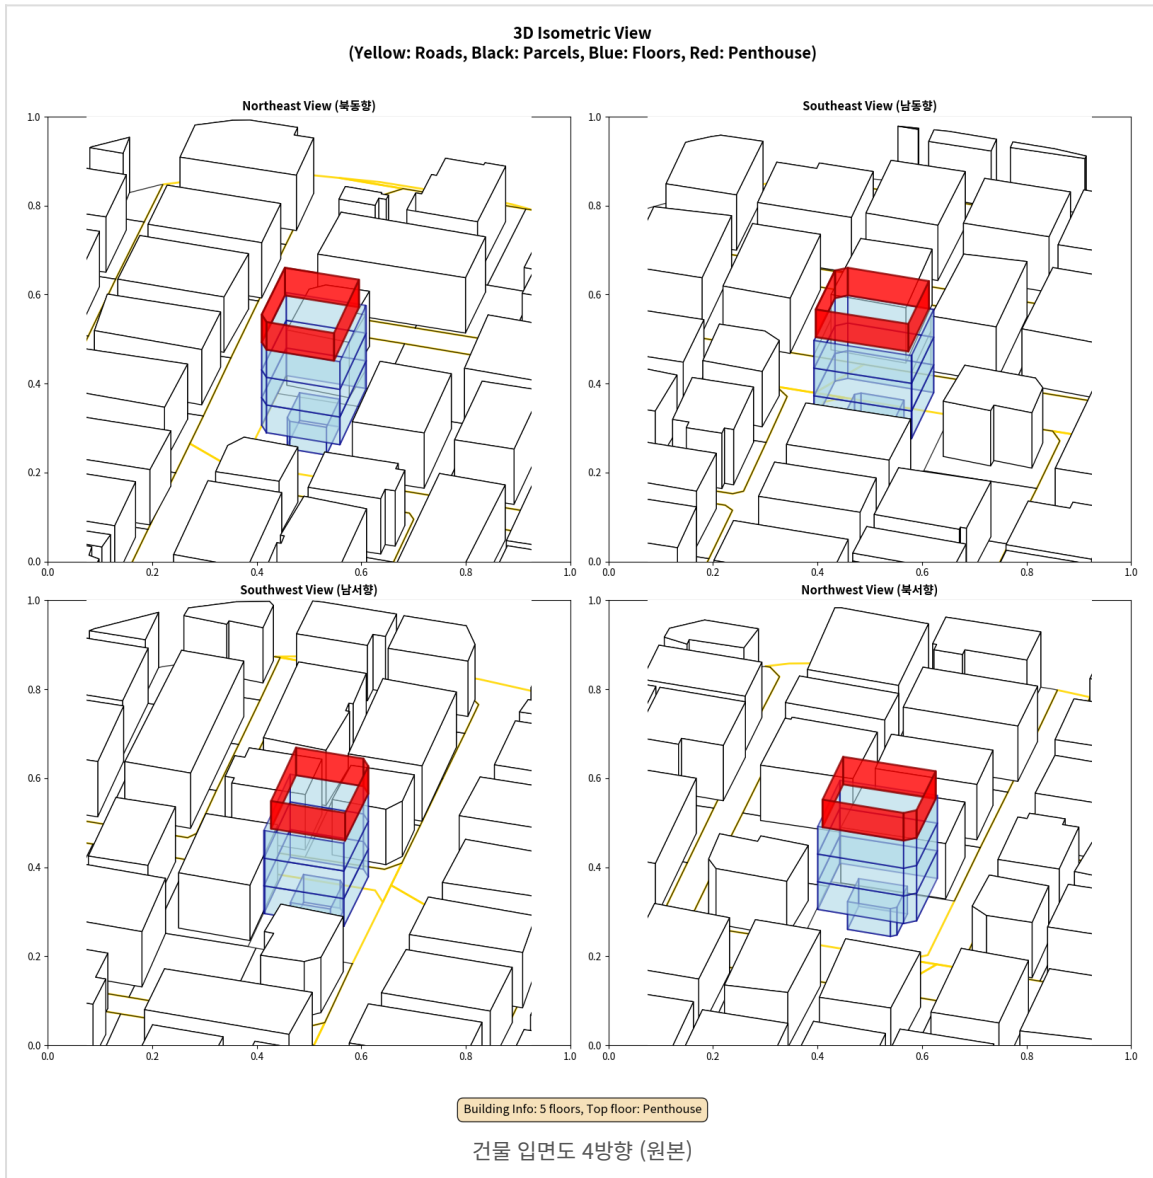 3D Isometric View
(Yellow: Roads, Black: Parcels, Blue: Floors, Red: Penthouse)
Northeast View (북동향)
1.0
0.8
0.6
0.4
0.2
0.0
0.0 0.2 0.4 0.6 0.8 1.0
Southeast View (남동향)
1.0
0.8
0.6
0.4
0.2
0.0
0.0 0.2 0.4 0.6 0.8 1.0
Southwest View (남서향)
1.0
0.8
0.6
0.4
0.2
0.0
0.0 0.2 0.4 0.6 0.8 1.0
Northwest View (북서향)
1.0
0.8
0.6
0.4
0.2
0.0
0.0 0.2 0.4 0.6 0.8 1.0
Building Info: 5 floors, Top floor: Penthouse
건물 입면도 4방향 (원본)